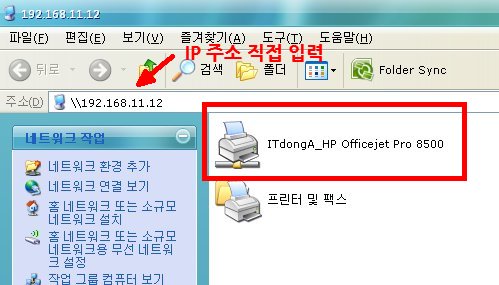 192.168.11.12
파일(F) 편집(E) 보기(V) 즐겨찾기(A) 도구(T) 도움말(H)
IP 주소 직접 입력
뒤로 검색 폴더 Folder Sync
주소(D) \\192.168.11.12
네트워크 작업
네트워크 환경 추가
네트워크 연결 보기
홈 네트워크 또는 소규모
네트워크 설치
홈 네트워크 또는 소규모
네트워크용 무선 네트워
크 설정
작업 그룹 컴퓨터 보기
ITdongA_HP Officejet Pro 8500
프린터 및 팩스